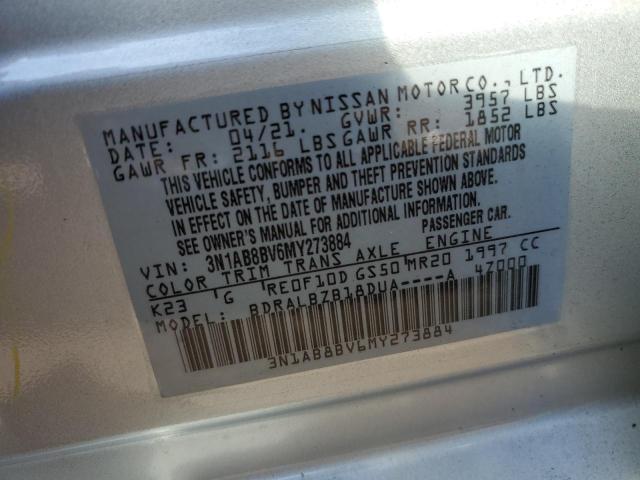 MANUFACTURED BY NISSAN MOTOR CO., LTD.
DATE: 04/21. GVWR: 3957 LBS
GAWR FR: 2116 LBS GAWR RR: 1852 LBS
THIS VEHICLE CONFORMS TO ALL APPLICABLE FEDERAL MOTOR
VEHICLE SAFETY, BUMPER AND THEFT PREVENTION STANDARDS
IN EFFECT ON THE DATE OF MANUFACTURE SHOWN ABOVE.
SEE OWNER'S MANUAL FOR ADDITIONAL INFORMATION.
VIN: 3N1AB8BV6MY273884 PASSENGER CAR.
COLOR TRIM TRANS AXLE ENGINE
K23 G RE0F10D GS50 MR20 1997 CC
MODEL: BDRALBZB18DUA----A 4Z000
3N1AB8BV6MY273884